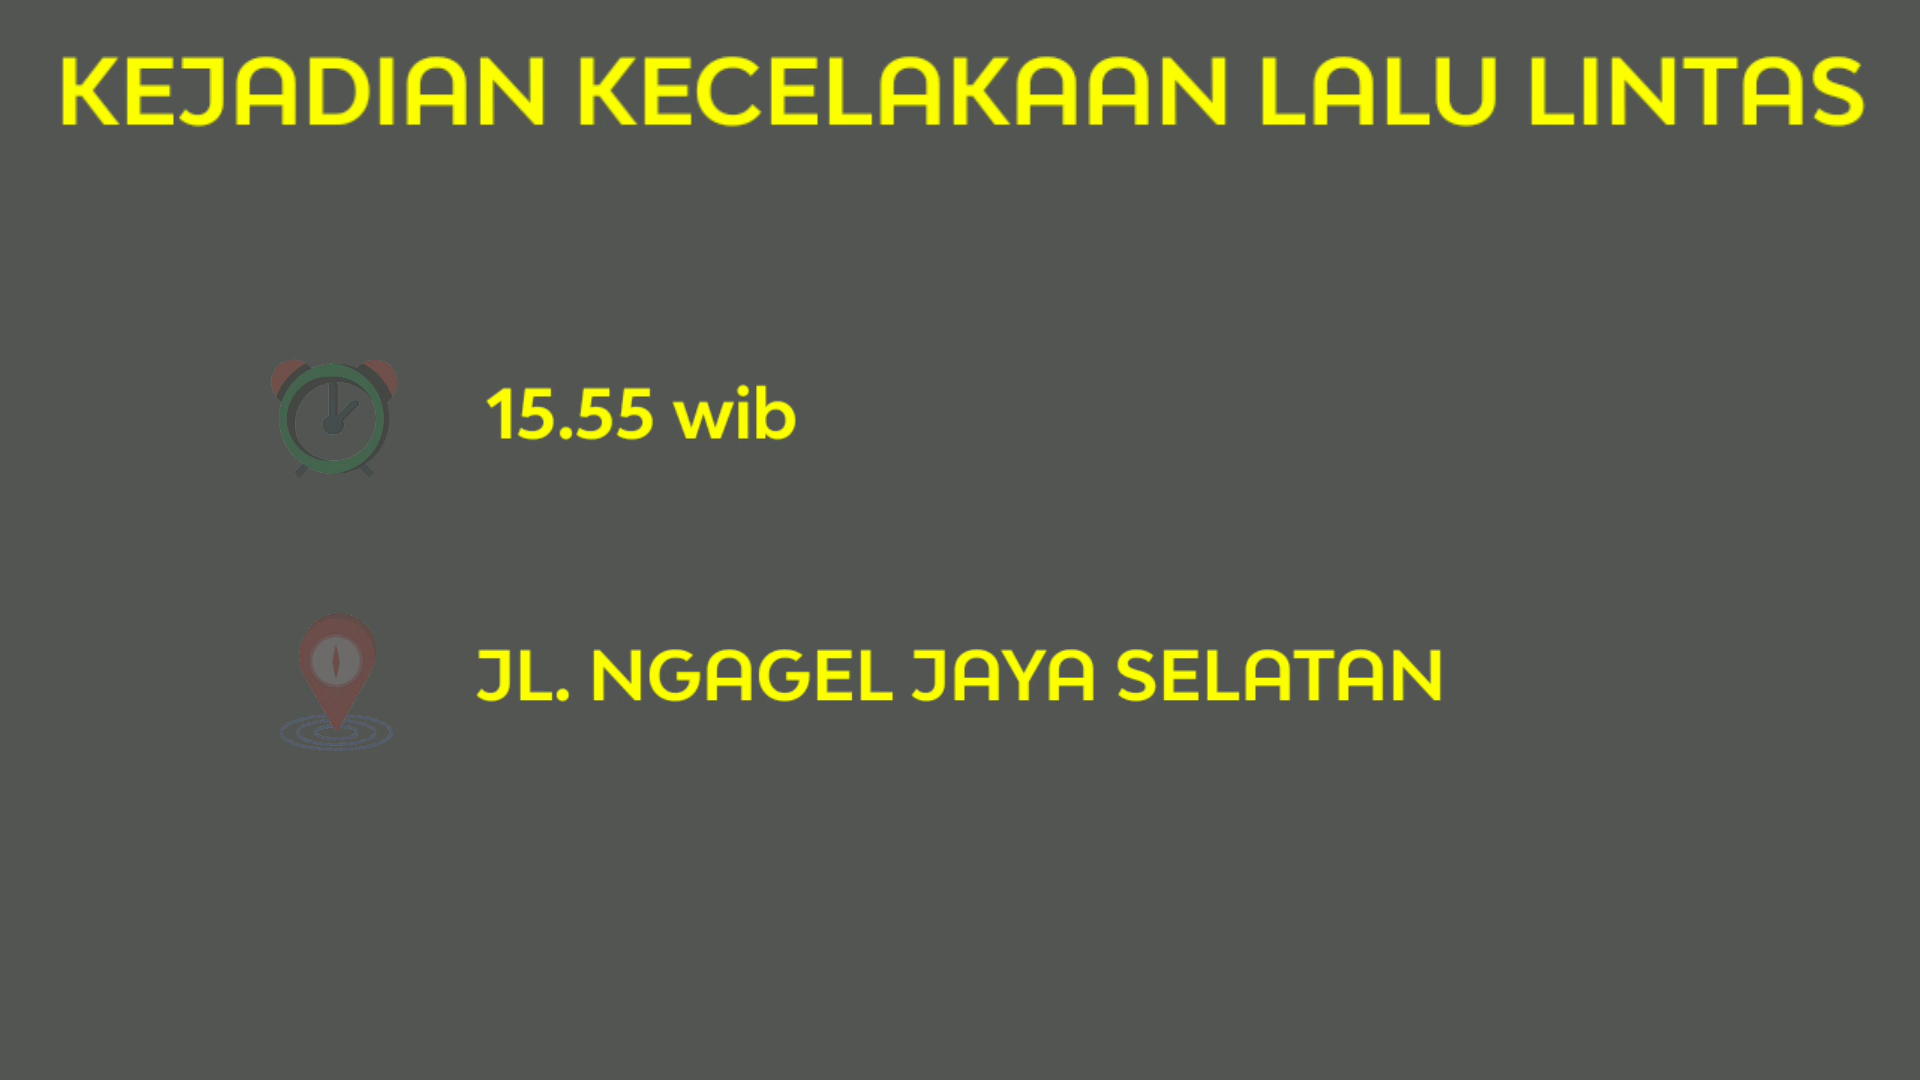 KEJADIAN KECELAKAAN LALU LINTAS
15.55 wib
JL. NGAGEL JAYA SELATAN